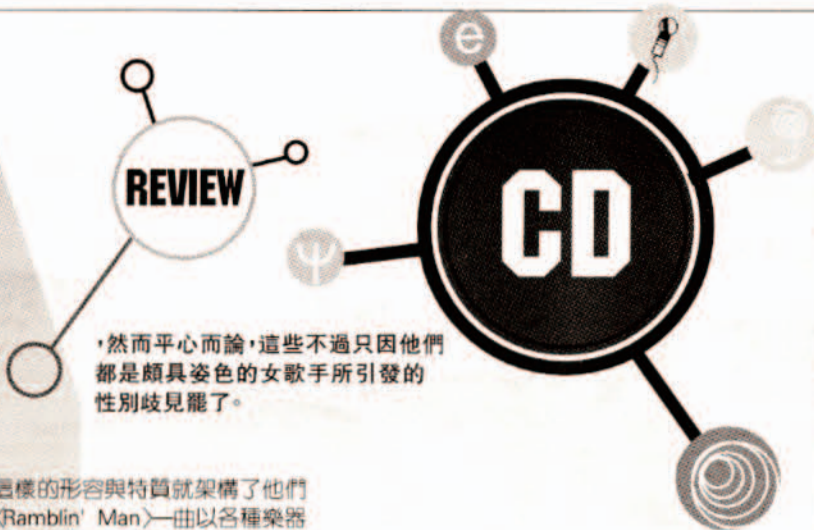 e
REVIEW
CD
Ψ
,然而平心而論,這些不過只因他們
都是頗具姿色的女歌手所引發的
性別歧見罷了。
這樣的形容與特質就架構了他們
〈Ramblin' Man〉一曲以各種樂器